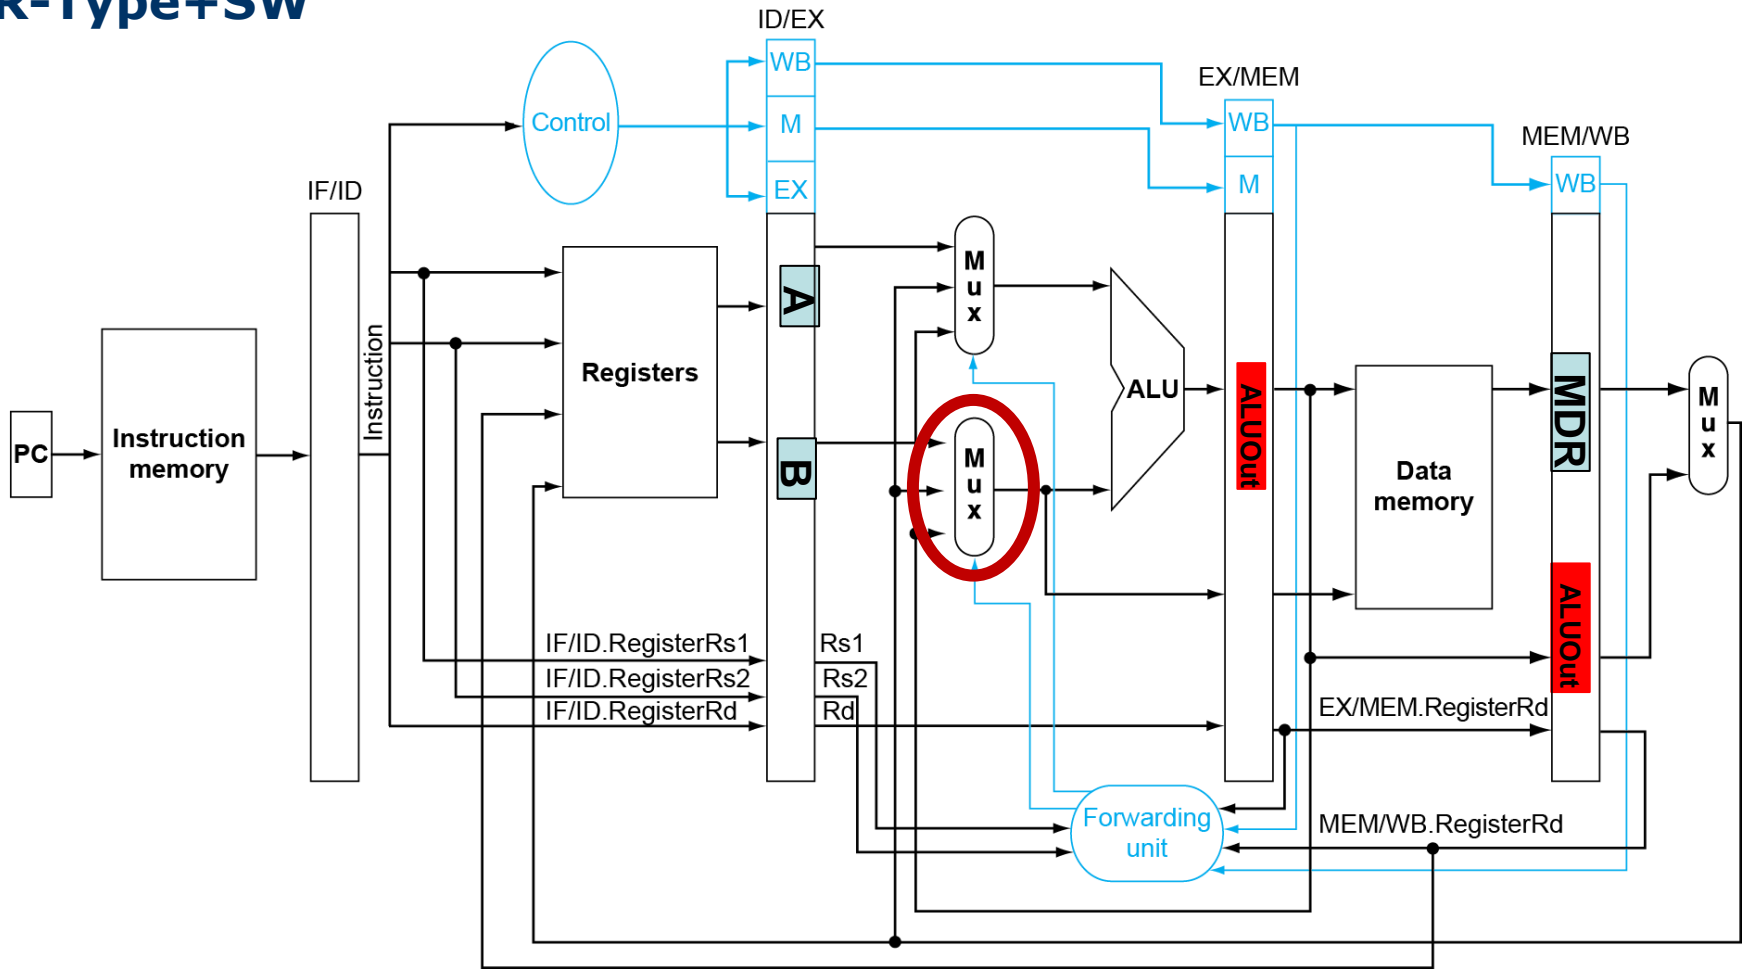 R-Type+SW
ID/EX
WB
M
EX
Control
EX/MEM
WB
M
MEM/WB
WB
IF/ID
Instruction
PC
Instruction
memory
Registers
A
B
M
u
x
M
u
x
ALU
ALUOut
Data
memory
MDR
ALUOut
M
u
x
IF/ID.RegisterRs1
IF/ID.RegisterRs2
IF/ID.RegisterRd
Rs1
Rs2
Rd
EX/MEM.RegisterRd
Forwarding
unit
MEM/WB.RegisterRd